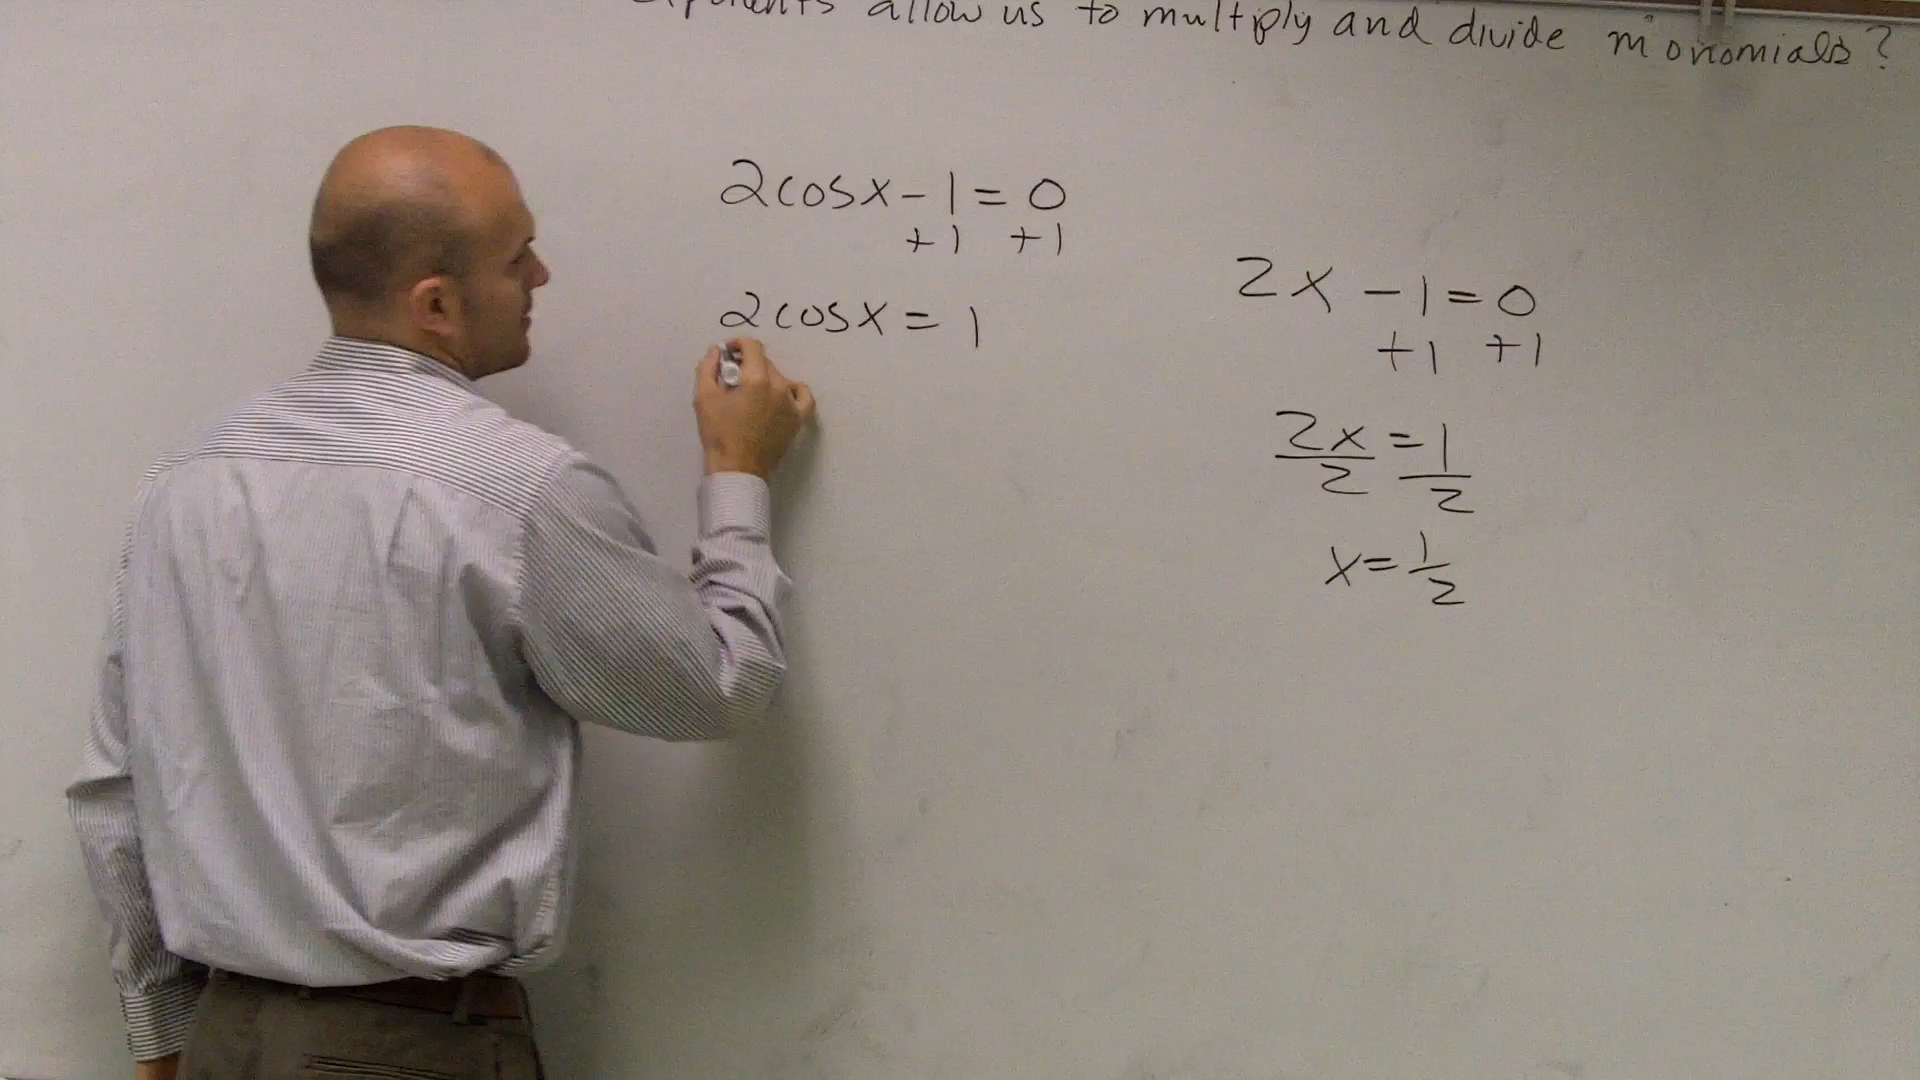 allow us to multiply and divide monomials?
2cosx - 1 = 0
+1 +1
2cosx = 1
2x - 1 = 0
+1 +1
2x = 1
2 2
x = 1/2